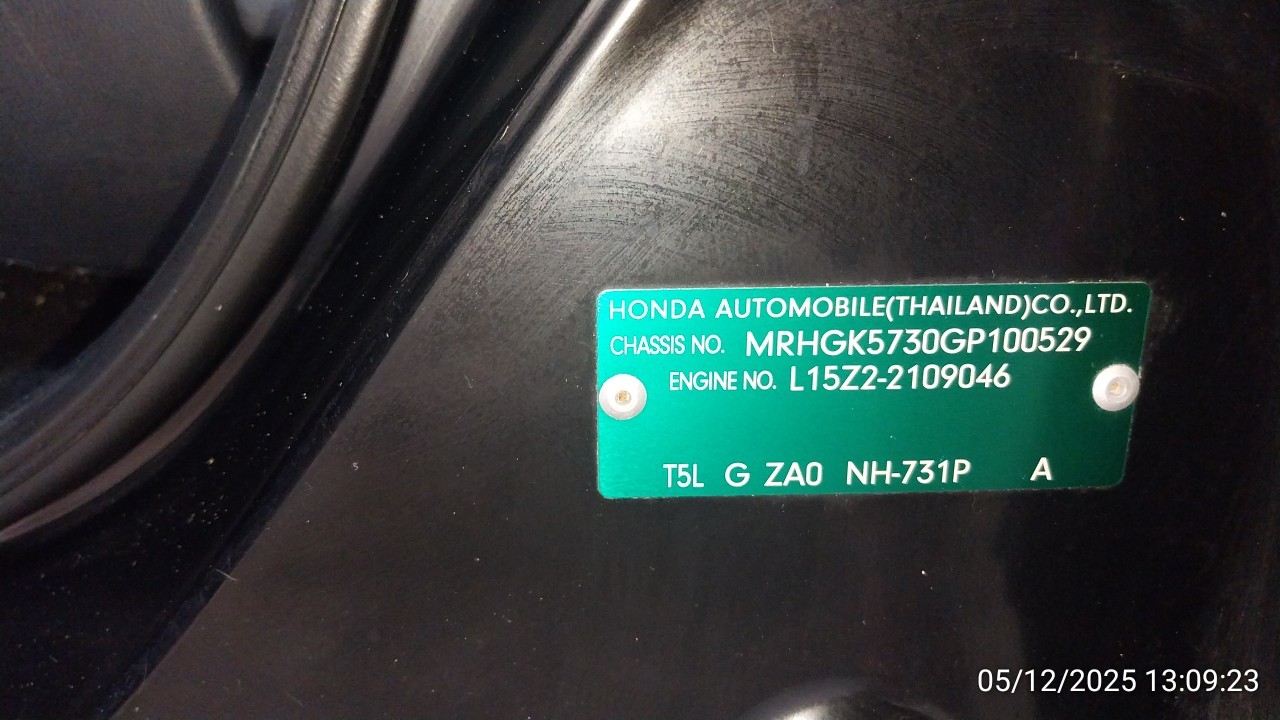 HONDA AUTOMOBILE(THAILAND)CO.,LTD.
CHASSIS NO. MRHGK5730GP100529
ENGINE NO. L15Z2-2109046
T5L G ZA0 NH-731P A
05/12/2025 13:09:23